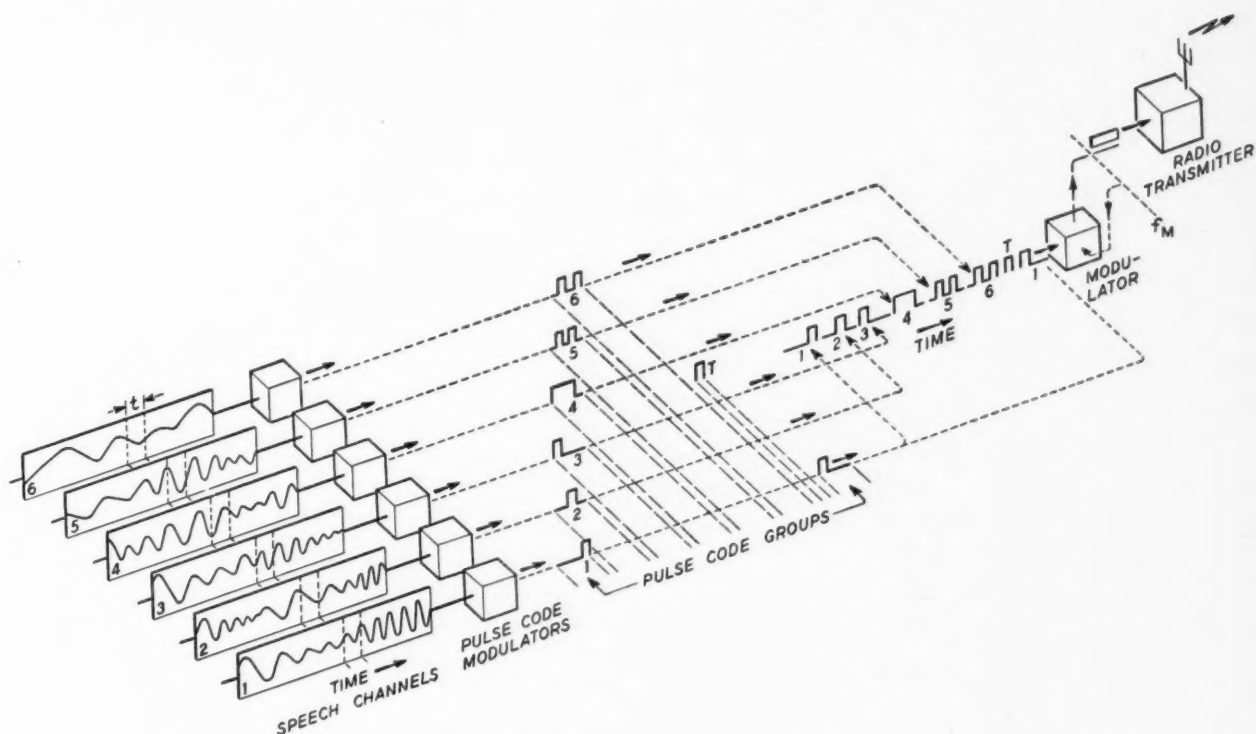 RADIO
TRANSMITTER
fM
MODU-
LATOR
T
1
6
5
4
3
2
1
TIME
6
5
4
3
2
1
T
PULSE CODE GROUPS
t
6
5
4
3
2
1
TIME
SPEECH CHANNELS
PULSE CODE
MODULATORS